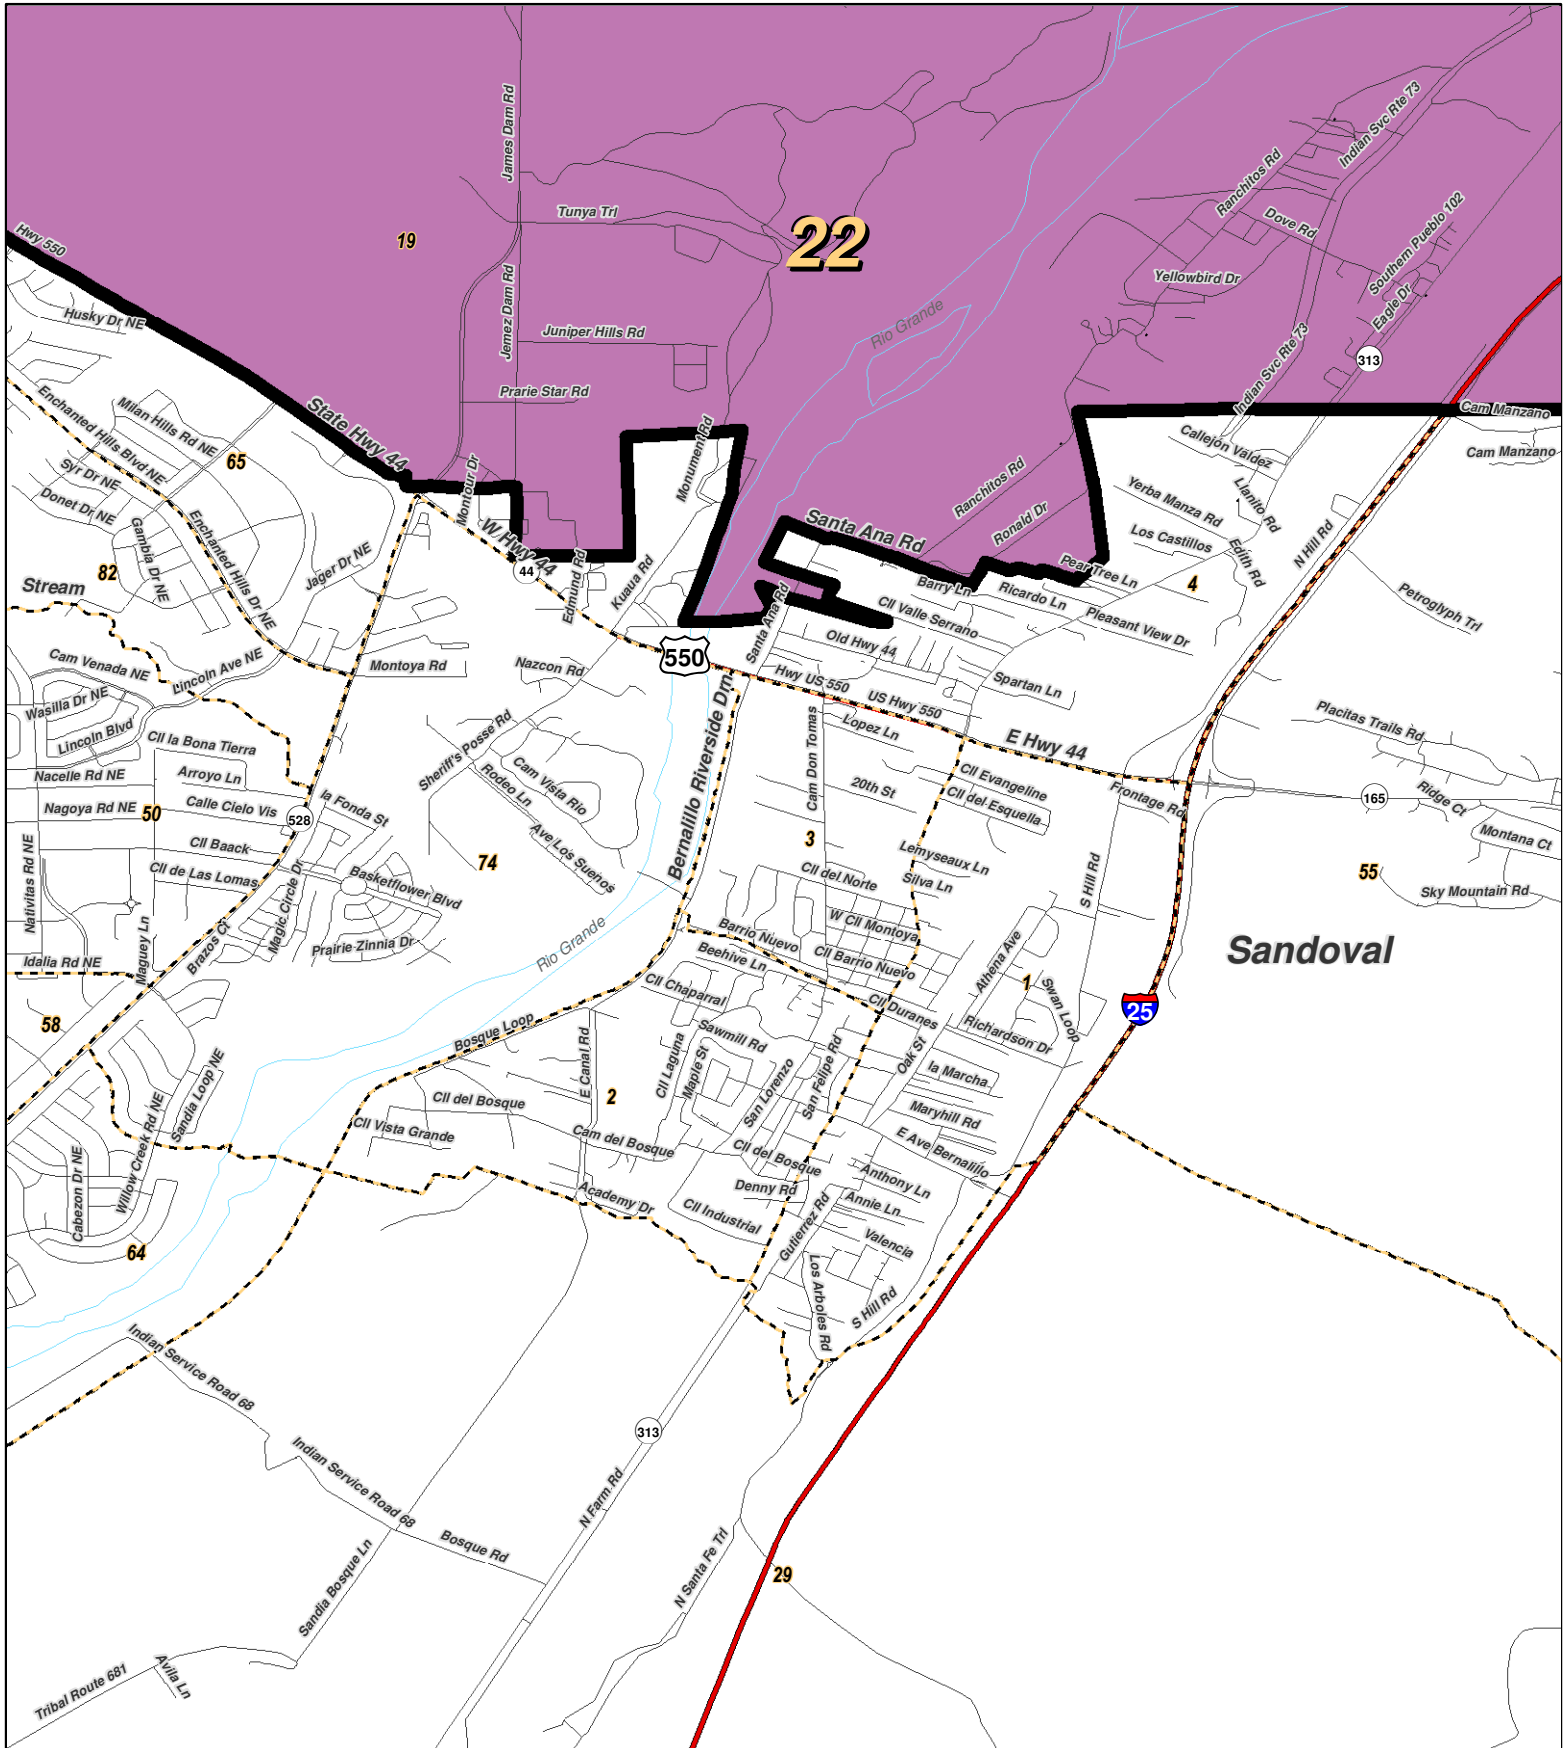 James Dam Rd
Indian Svc Rte 73
Ranchitos Rd
Tunya Trl
Dove Rd
Southern Pueblo 102
Hwy 550
19
22
Yellowbird Dr
Eagle Dr
Jemez Dam Rd
Rio Grande
Husky Dr NE
Juniper Hills Rd
Indian Svc Rte 73
313
Prarie Star Rd
Enchanted Hills Blvd NE
Milan Hills Rd NE
State Hwy 44
Cam Manzano
Monument Rd
Callejón Valdez
Cam Manzano
65
Syr Dr NE
Montour Dr
Ranchitos Rd
Donet Dr NE
Yerba Manza Rd
Llanito Rd
Gambia Dr NE
Enchanted Hills Dr NE
W Hwy 44
Santa Ana Rd
Ronald Dr
Los Castillos
N Hill Rd
Jager Dr NE
44
Edmund Rd
Kuaua Rd
Pear Tree Ln
Edith Rd
82
Stream
Barry Ln
Ricardo Ln
4
Petroglyph Trl
Cll Valle Serrano
Pleasant View Dr
Santa Ana Rd
Old Hwy 44
Cam Venada NE
Lincoln Ave NE
Montoya Rd
Nazcon Rd
550
Hwy US 550
Spartan Ln
Wasilla Dr NE
US Hwy 550
Lincoln Blvd
Cll la Bona Tierra
Sheriff's Posse Rd
Bernalillo Riverside Drn
Cam Don Tomas
Lopez Ln
E Hwy 44
Placitas Trails Rd
Nacelle Rd NE
Arroyo Ln
Rodeo Ln
Cam Vista Rio
20th St
Cll Evangeline
Cll del Esquella
Frontage Rd
165
Ridge Ct
Nagoya Rd NE
50
Calle Cielo Vis
528
la Fonda St
Montana Ct
Nativitas Rd NE
Cll Baack
Ave Los Suenos
3
Lemyseaux Ln
74
Cll de Las Lomas
Magic Circle Dr
Basketflower Blvd
Cll del Norte
Silva Ln
S Hill Rd
55
Sky Mountain Rd
Maguey Ln
Brazos Ct
Prairie Zinnia Dr
Rio Grande
Barrio Nuevo
W Cll Montoya
Sandoval
Idalia Rd NE
Beehive Ln
Cll Barrio Nuevo
Athena Ave
1
Swan Loop
Cll Chaparral
Cll Duranes
25
58
Bosque Loop
E Canal Rd
Sawmill Rd
Richardson Dr
Cll Laguna
Maple St
San Lorenzo
San Felipe Rd
Oak St
la Marcha
Sandia Loop NE
2
Cll del Bosque
Maryhill Rd
Willow Creek Rd NE
Cll Vista Grande
Cam del Bosque
Cll del Bosque
E Ave Bernalillo
Cabezon Dr NE
Academy Dr
Denny Rd
Anthony Ln
Cll Industrial
Gutierrez Rd
Annie Ln
64
Valencia
Los Arboles Rd
S Hill Rd
Indian Service Road 68
313
Indian Service Road 68
N Farm Rd
Bosque Rd
Sandia Bosque Ln
N Santa Fe Trl
29
Tribal Route 681
Avila Ln